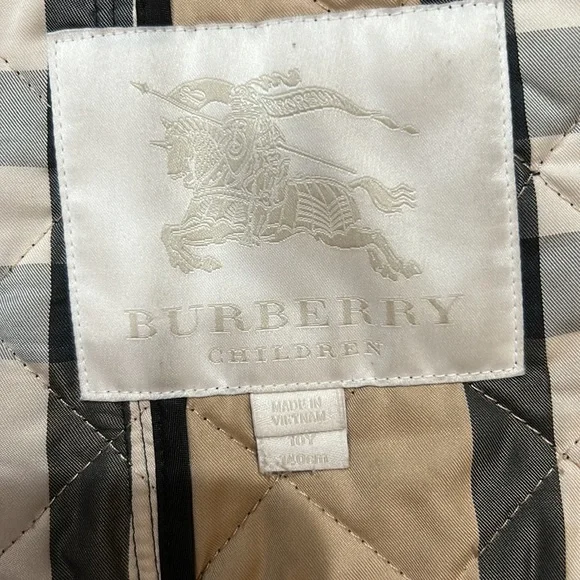 BURBERRY
CHILDREN
MADE IN
VIETNAM
10Y
140cm